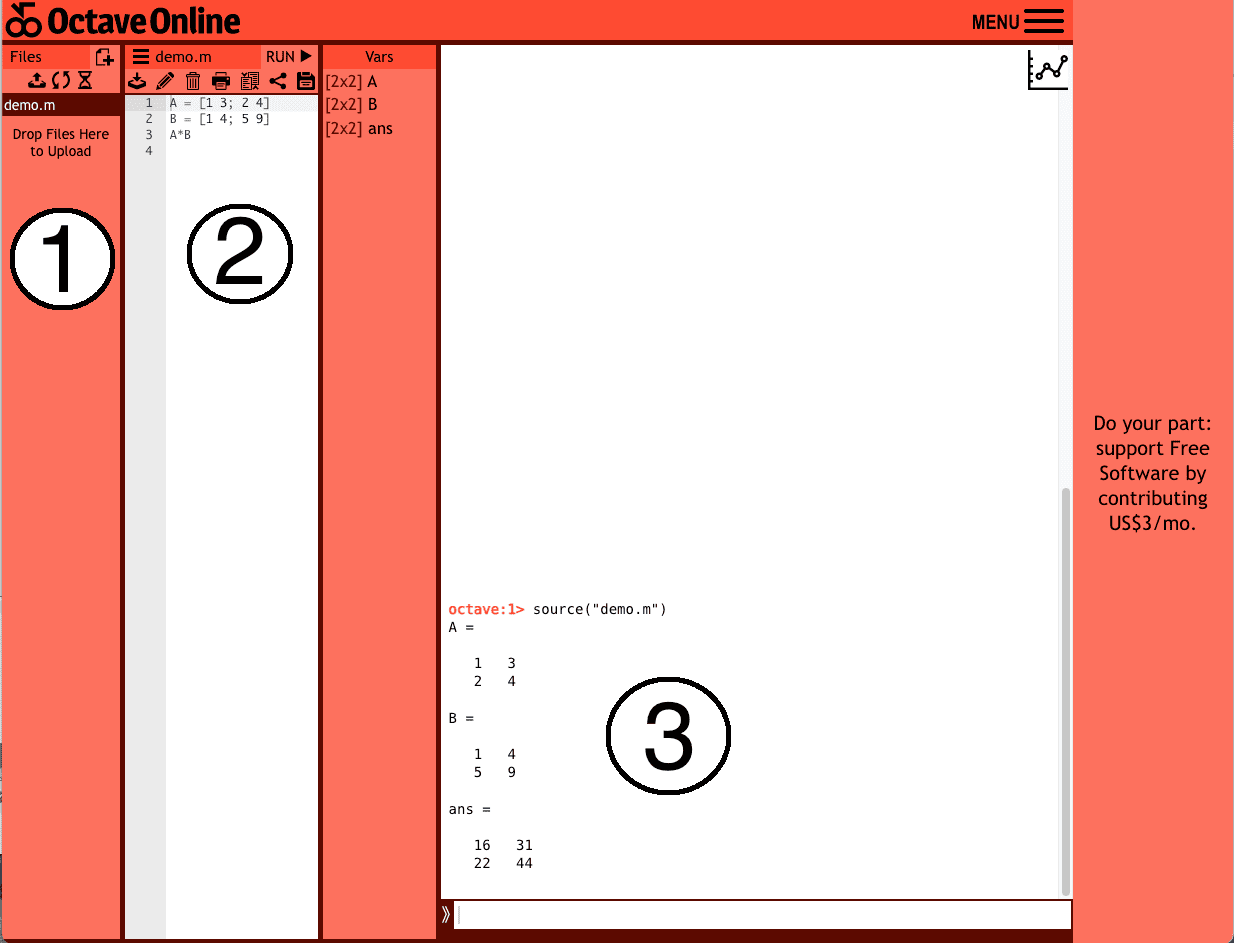 Octave Online
MENU
Files
demo.m
Drop Files Here
to Upload
1
demo.m
RUN
1 A = [1 3; 2 4]
2 B = [1 4; 5 9]
3 A*B
4
2
Vars
[2x2] A
[2x2] B
[2x2] ans
octave:1> source("demo.m")
A =
1 3
2 4
B =
1 4
5 9
ans =
16 31
22 44
3
»
Do your part:
support Free
Software by
contributing
US$3/mo.